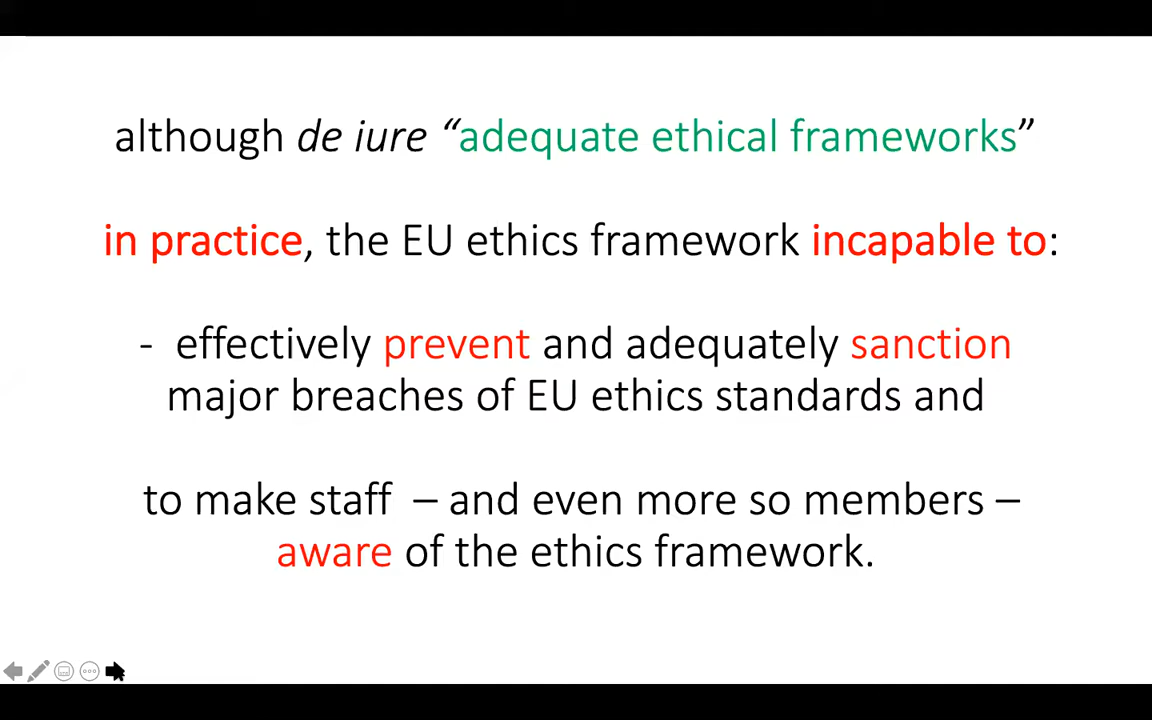 although de iure “adequate ethical frameworks”
in practice, the EU ethics framework incapable to:
- effectively prevent and adequately sanction
major breaches of EU ethics standards and
to make staff – and even more so members –
aware of the ethics framework.